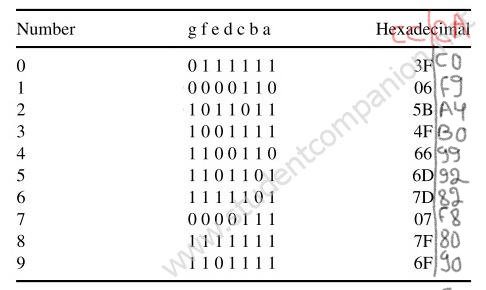 Number g f e d c b a Hexadecimal
CC CA
0 0 1 1 1 1 1 1 3F C0
1 0 0 0 0 1 1 0 06 F9
2 1 0 1 1 0 1 1 5B A4
3 1 0 0 1 1 1 1 4F B0
4 1 1 0 0 1 1 0 66 99
5 1 1 0 1 1 0 1 6D 92
6 1 1 1 1 1 0 1 7D 82
7 0 0 0 0 1 1 1 07 F8
8 1 1 1 1 1 1 1 7F 80
9 1 1 0 1 1 1 1 6F 90
www.studentcompanion.net